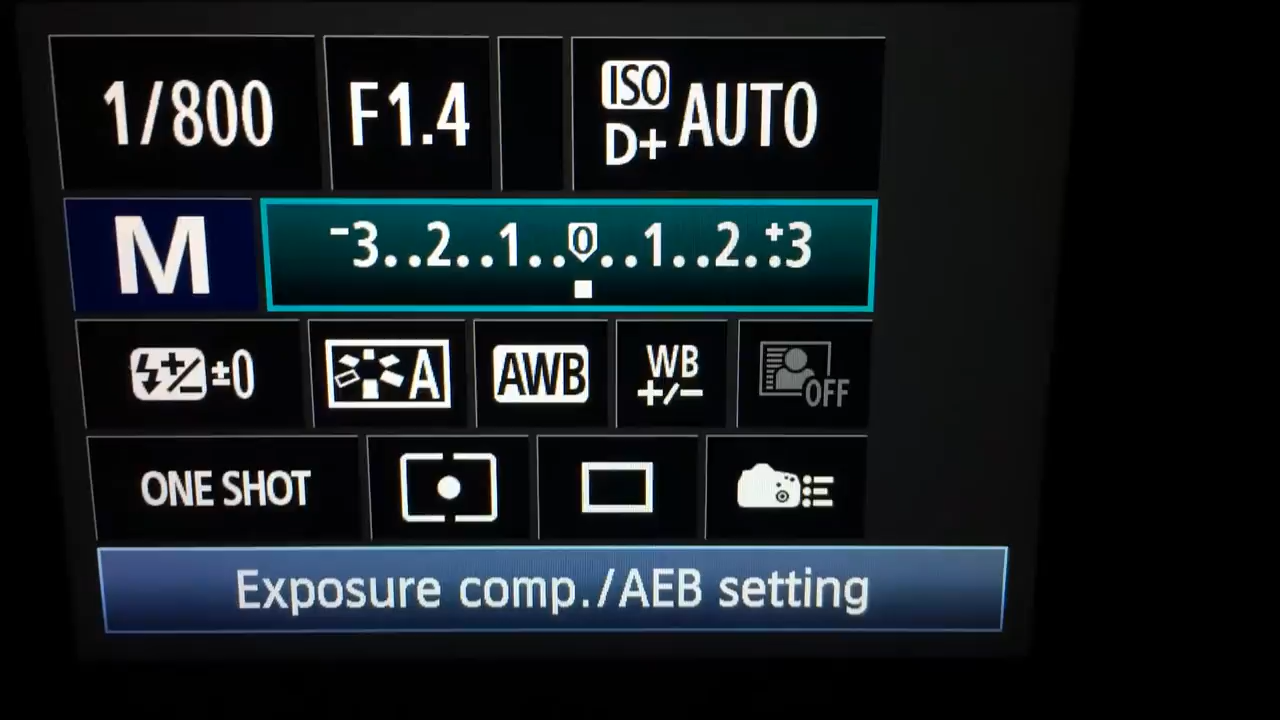 1/800 F1.4 ISO D+ AUTO
M -3..2..1..0..1..2.:+3
±0 A AWB WB +/- OFF
ONE SHOT
Exposure comp./AEB setting